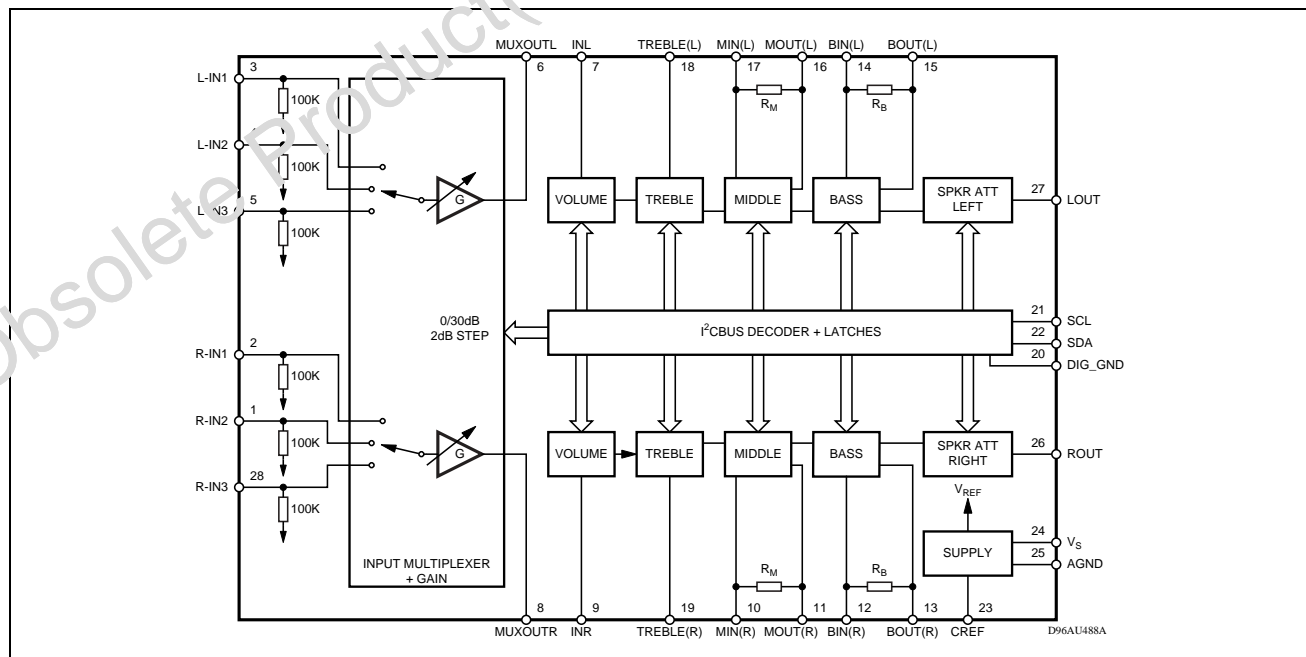 Obsolete Product(
MUXOUTL INL TREBLE(L) MIN(L) MOUT(L) BIN(L) BOUT(L)
6 7 18 17 16 14 15
L-IN1 3
100K
L-IN2
100K
L-IN3 5
100K
R_M R_B
G
VOLUME TREBLE MIDDLE BASS SPKR ATT LEFT 27 LOUT
0/30dB
2dB STEP
I²CBUS DECODER + LATCHES
21 SCL
22 SDA
20 DIG_GND
R-IN1 2
100K
R-IN2 1
100K
R-IN3 28
100K
G
VOLUME TREBLE MIDDLE BASS SPKR ATT RIGHT 26 ROUT
V_REF
SUPPLY
24 V_S
25 AGND
INPUT MULTIPLEXER
+ GAIN
R_M R_B
8 9 19 10 11 12 13 23
MUXOUTR INR TREBLE(R) MIN(R) MOUT(R) BIN(R) BOUT(R) CREF
D96AU488A